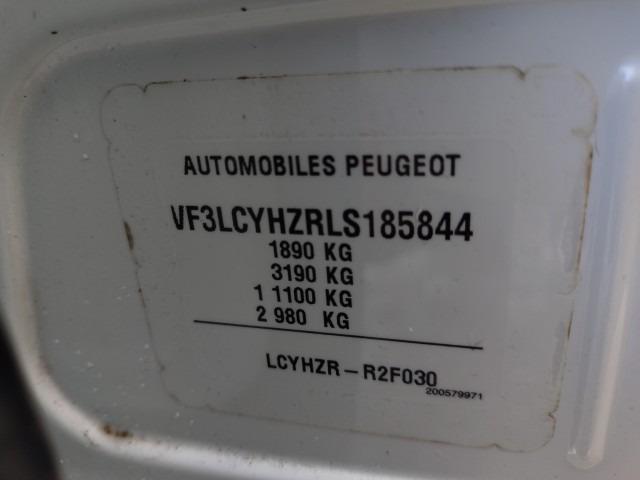 AUTOMOBILES PEUGEOT
VF3LCYHZRLS185844
1890 KG
3190 KG
1 1100 KG
2 980 KG
LCYHZR – R2F030
200579971